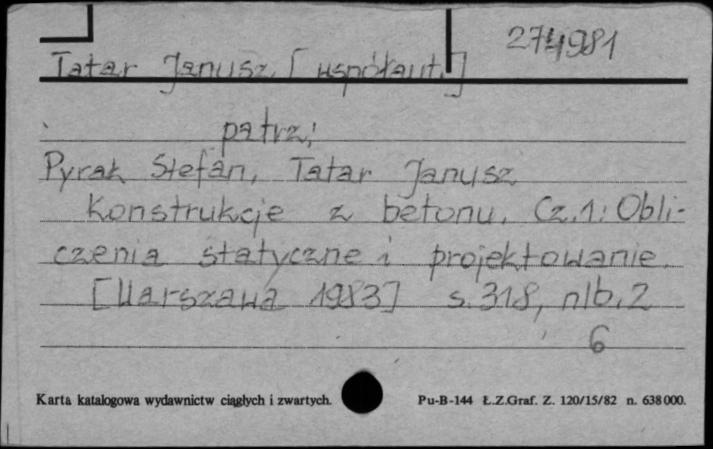 274981
Tatar Janusz [współaut.]
patrz:
Pyrak Stefan, Tatar Janusz
Konstrukcje z betonu. Cz.1: Obli-
czenia statyczne i projektowanie.
[Warszawa 1983] s. 318, nlb. 2
6
Karta katalogowa wydawnictw ciągłych i zwartych.
Pu-B-144 Ł.Z.Graf. Z. 120/15/82 n. 638 000.